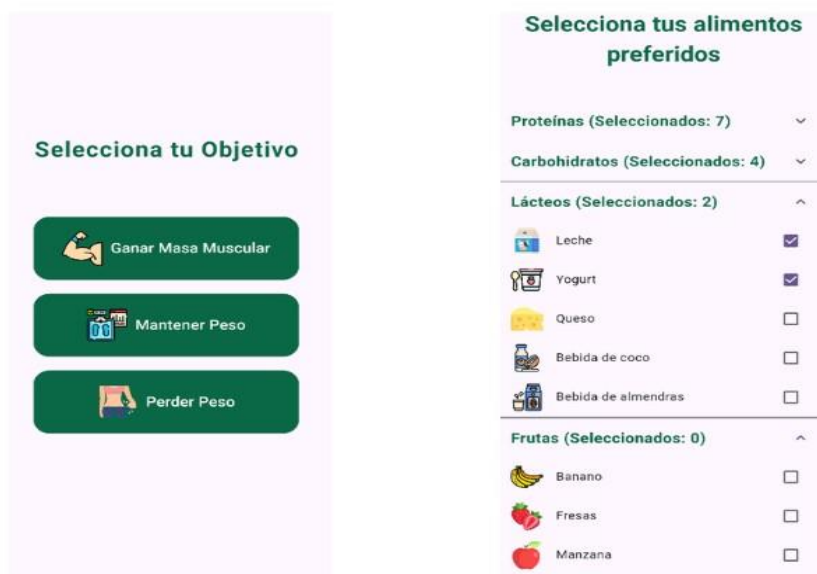 Selecciona tu Objetivo
Ganar Masa Muscular
Mantener Peso
Perder Peso
Selecciona tus alimentos
preferidos
Proteínas (Seleccionados: 7)
Carbohidratos (Seleccionados: 4)
Lácteos (Seleccionados: 2)
Leche
Yogurt
Queso
Bebida de coco
Bebida de almendras
Frutas (Seleccionados: 0)
Banano
Fresas
Manzana